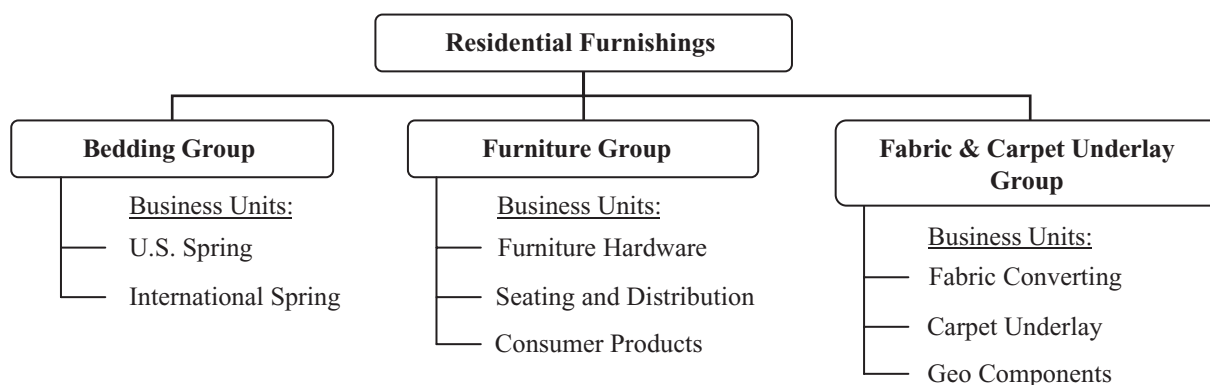 Residential Furnishings
Bedding Group
Business Units:
U.S. Spring
International Spring
Furniture Group
Business Units:
Furniture Hardware
Seating and Distribution
Consumer Products
Fabric & Carpet Underlay
Group
Business Units:
Fabric Converting
Carpet Underlay
Geo Components